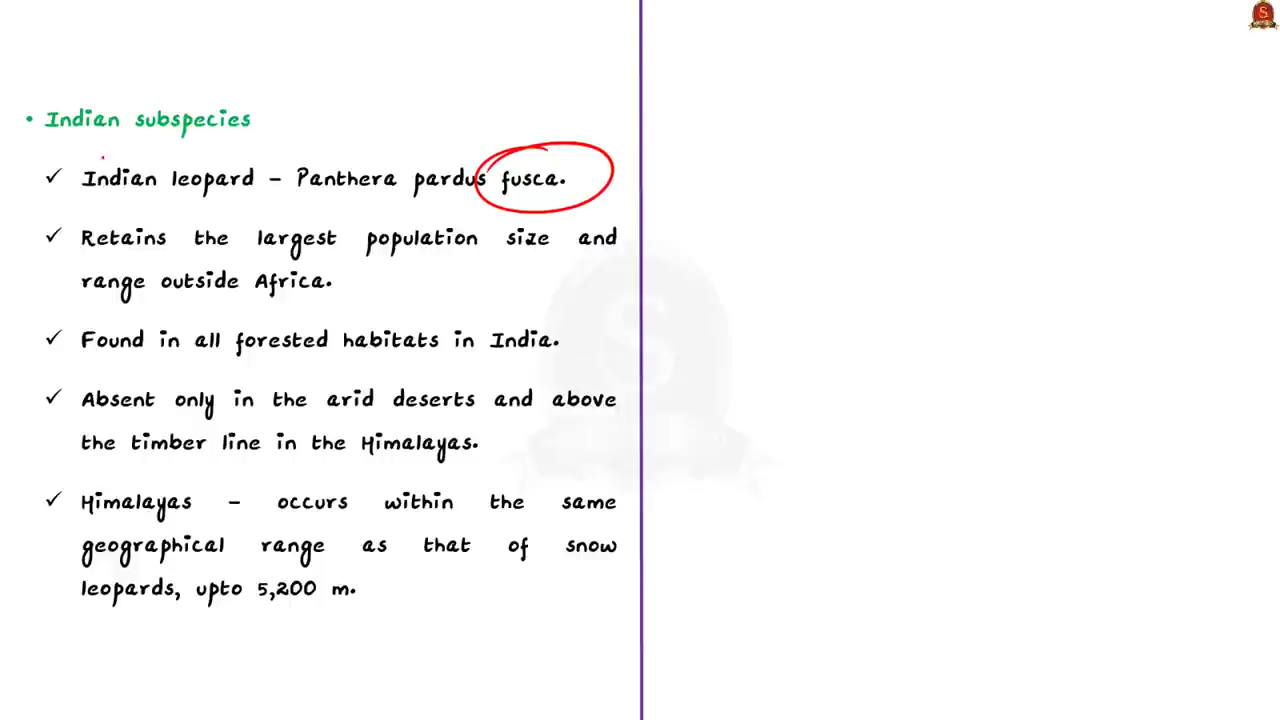 • Indian subspecies
✓ Indian leopard – Panthera pardus fusca.
✓ Retains the largest population size and
range outside Africa.
✓ Found in all forested habitats in India.
✓ Absent only in the arid deserts and above
the timber line in the Himalayas.
✓ Himalayas – occurs within the same
geographical range as that of snow
leopards, upto 5,200 m.
S